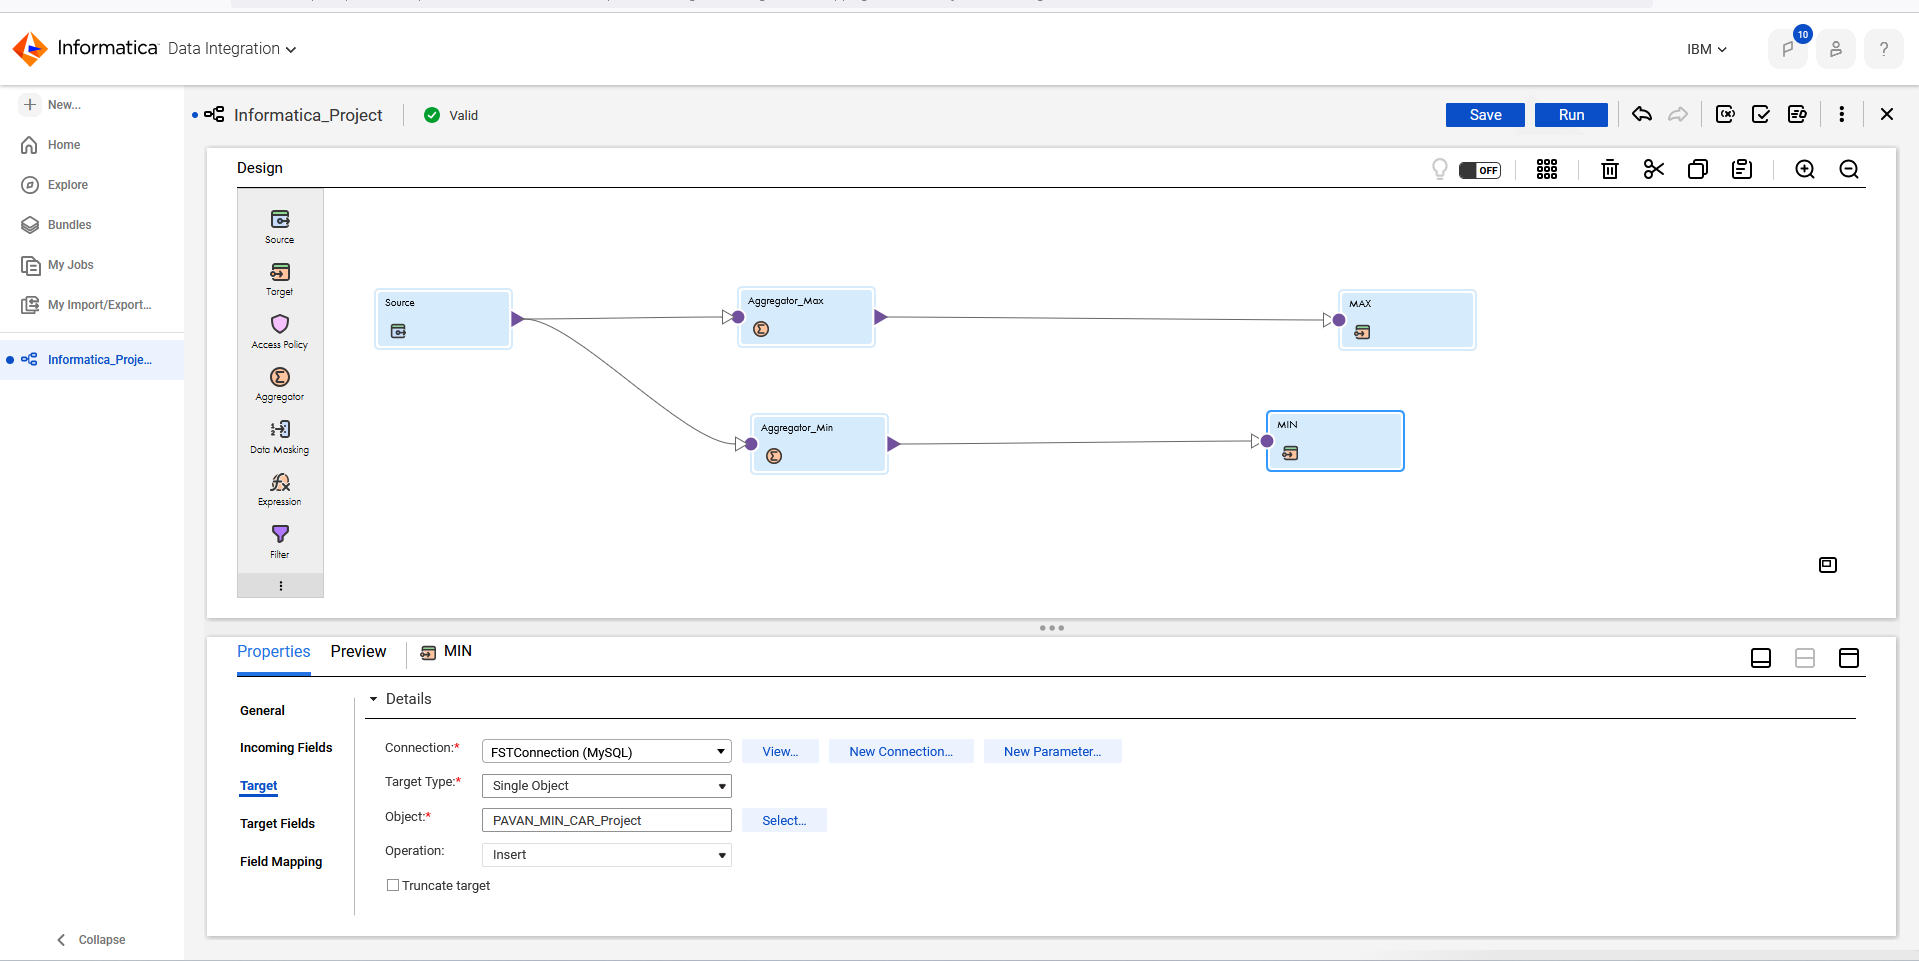 Informatica Data Integration
IBM
10
?
New...
Home
Explore
Bundles
My Jobs
My Import/Export...
Informatica_Proje...
Collapse
Informatica_Project
Valid
Save
Run
Design
OFF
Source
Target
Access Policy
Aggregator
Data Masking
Expression
Filter
Source
Aggregator_Max
MAX
Aggregator_Min
MIN
Properties
Preview
MIN
General
Incoming Fields
Target
Target Fields
Field Mapping
Details
Connection:* FSTConnection (MySQL) View... New Connection... New Parameter...
Target Type:* Single Object
Object:* PAVAN_MIN_CAR_Project Select...
Operation: Insert
Truncate target